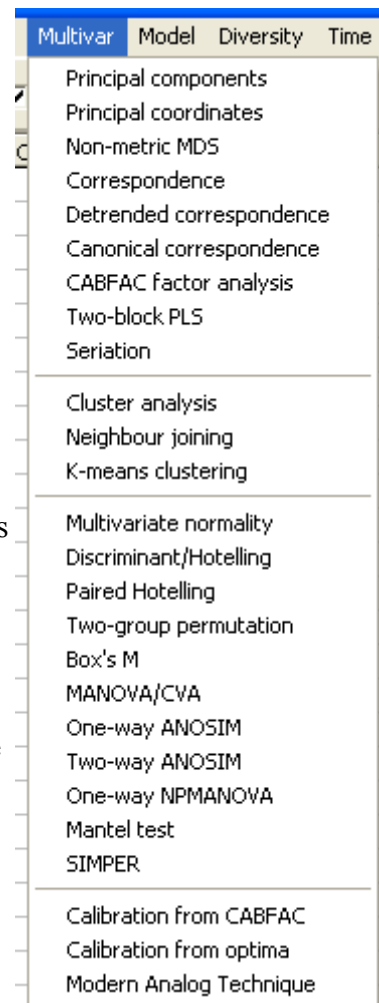 Multivar Model Diversity Time
Principal components
Principal coordinates
Non-metric MDS
Correspondence
Detrended correspondence
Canonical correspondence
CABFAC factor analysis
Two-block PLS
Seriation
Cluster analysis
Neighbour joining
K-means clustering
s
Multivariate normality
Discriminant/Hotelling
Paired Hotelling
Two-group permutation
Box's M
MANOVA/CVA
One-way ANOSIM
Two-way ANOSIM
One-way NPMANOVA
Mantel test
SIMPER
Calibration from CABFAC
Calibration from optima
Modern Analog Technique